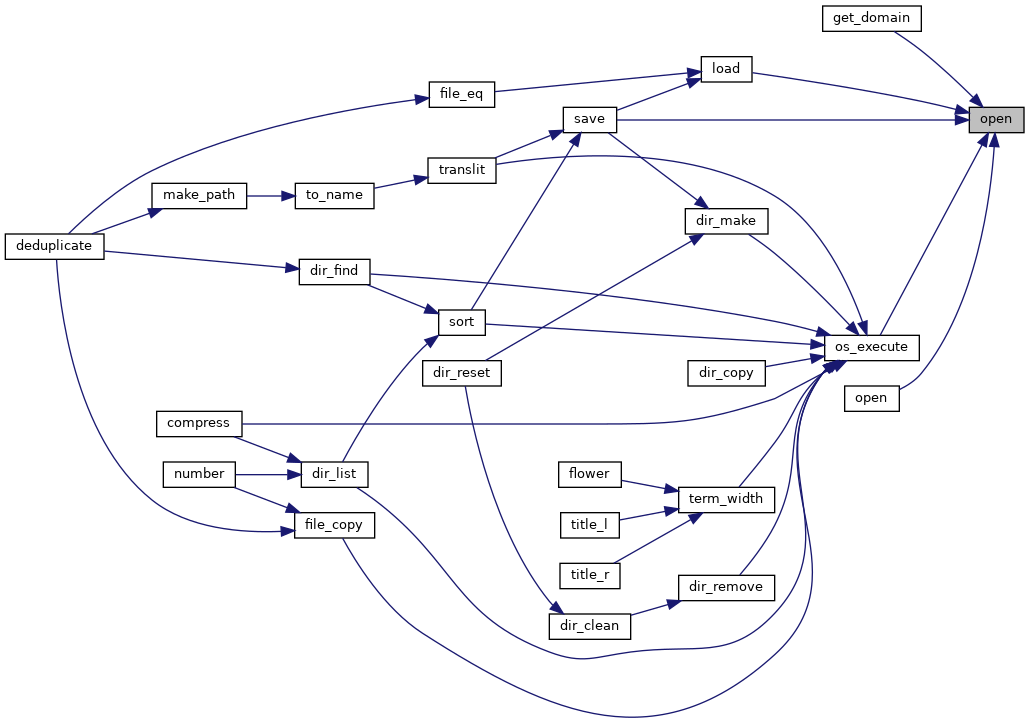 get_domain
load
file_eq
open
save
translit
make_path
to_name
dir_make
deduplicate
dir_find
sort
os_execute
dir_reset
dir_copy
open
compress
number
dir_list
flower
term_width
file_copy
title_l
title_r
dir_remove
dir_clean